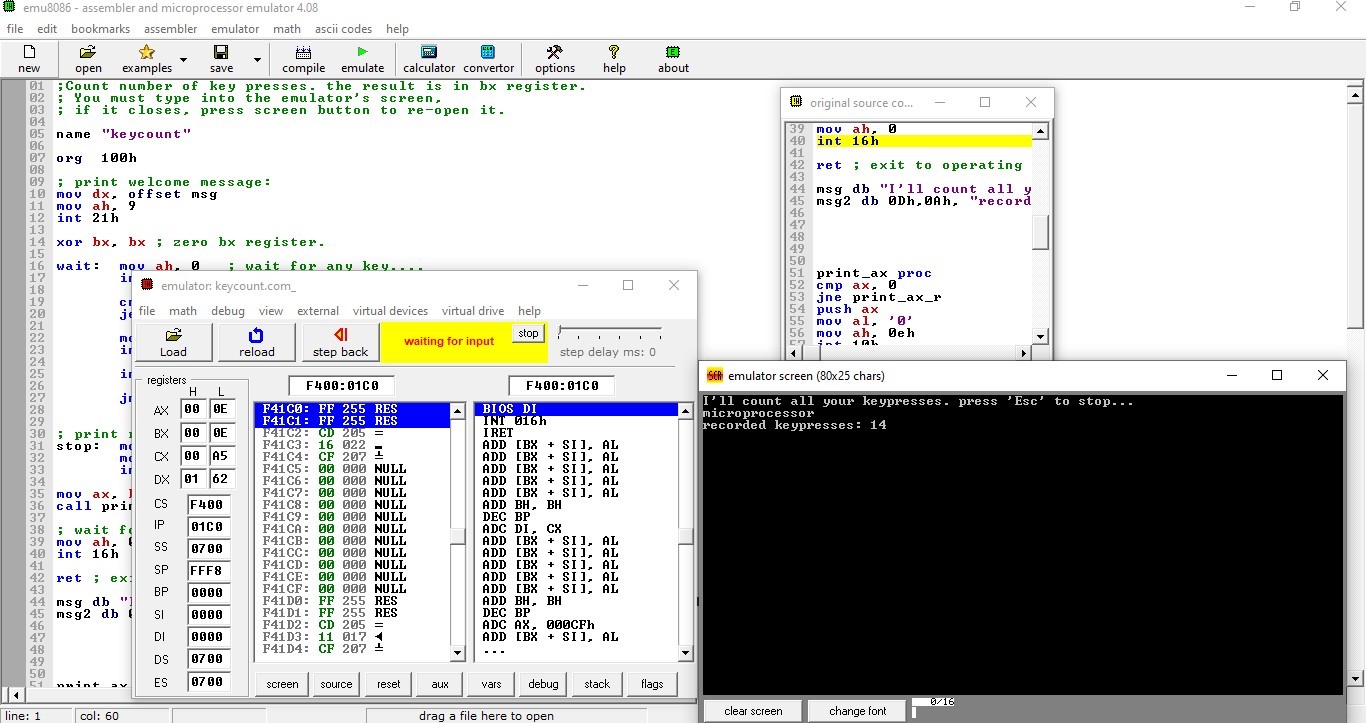 emu8086 - assembler and microprocessor emulator 4.08
file edit bookmarks assembler emulator math ascii codes help
new open examples save compile emulate calculator convertor options help about
01 ;Count number of key presses. the result is in bx register.
02 ; You must type into the emulator's screen,
03 ; if it closes, press screen button to re-open it.
04
05 name "keycount"
06
07 org 100h
08
09 ; print welcome message:
10 mov dx, offset msg
11 mov ah, 9
12 int 21h
13
14 xor bx, bx ; zero bx register.
15
16 wait: mov ah, 0 ; wait for any key....
17
18
19
20
21
22
23
24
25
26
27
28
29
30 ; print
31 stop:
32
33
34
35 mov ax,
36 call
37
38 ; wait
39 mov ah,
40 int 16h
41
42 ret ;
43
44 msg db
45 msg2 db
46
47
48
49
50
51 print_ax
line: 1 col: 60 drag a file here to open
original source co...
39 mov ah, 0
40 int 16h
41
42 ret ; exit to operating
43
44 msg db "I'll count all y
45 msg2 db 0Dh,0Ah, "record
46
47
48
49
50
51 print_ax proc
52 cmp ax, 0
53 jne print_ax_r
54 push ax
55 mov al, '0'
56 mov ah, 0eh
57 int 10h
emulator: keycount.com_
file math debug view external virtual devices virtual drive help
Load reload step back waiting for input stop step delay ms: 0
registers F400:01C0 F400:01C0
H L
AX 00 0E
BX 00 0E
CX 00 A5
DX 01 62
CS F400
IP 01C0
SS 0700
SP FFF8
BP 0000
SI 0000
DI 0000
DS 0700
ES 0700
F41C0: FF 255 RES
F41C1: FF 255 RES
F41C2: CD 205 =
F41C3: 16 022 ▬
F41C4: CF 207 ╧
F41C5: 00 000 NULL
F41C6: 00 000 NULL
F41C7: 00 000 NULL
F41C8: 00 000 NULL
F41C9: 00 000 NULL
F41CA: 00 000 NULL
F41CB: 00 000 NULL
F41CC: 00 000 NULL
F41CD: 00 000 NULL
F41CE: 00 000 NULL
F41CF: 00 000 NULL
F41D0: FF 255 RES
F41D1: FF 255 RES
F41D2: CD 205 =
F41D3: 11 017 ◄
F41D4: CF 207 ╧
BIOS DI
INT 016h
IRET
ADD [BX + SI], AL
ADD [BX + SI], AL
ADD [BX + SI], AL
ADD [BX + SI], AL
ADD [BX + SI], AL
ADD BH, BH
DEC BP
ADC DI, CX
ADD [BX + SI], AL
ADD [BX + SI], AL
ADD [BX + SI], AL
ADD [BX + SI], AL
ADD [BX + SI], AL
ADD BH, BH
DEC BP
ADC AX, 000CFh
ADD [BX + SI], AL
...
screen source reset aux vars debug stack flags
SCR emulator screen (80x25 chars)
I'll count all your keypresses. press 'Esc' to stop...
microprocessor
recorded keypresses: 14
clear screen change font 0/16